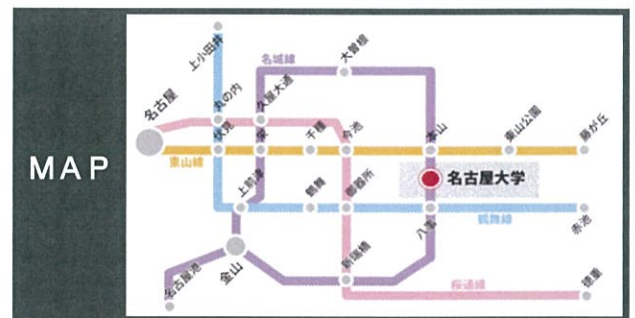 MAP
上小田井
名城線
大曽根
名古屋
丸の内
久屋大通
伏見
栄
千種
今池
本山
東山公園
藤が丘
東山線
名古屋大学
上前津
鶴舞
御器所
八事
鶴舞線
赤池
名古屋港
金山
新瑞橋
桜通線
徳重